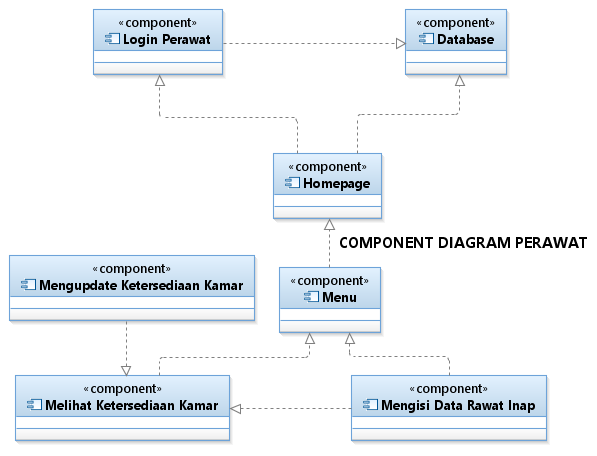 «component»
Login Perawat
«component»
Database
«component»
Homepage
COMPONENT DIAGRAM PERAWAT
«component»
Mengupdate Ketersediaan Kamar
«component»
Menu
«component»
Melihat Ketersediaan Kamar
«component»
Mengisi Data Rawat Inap